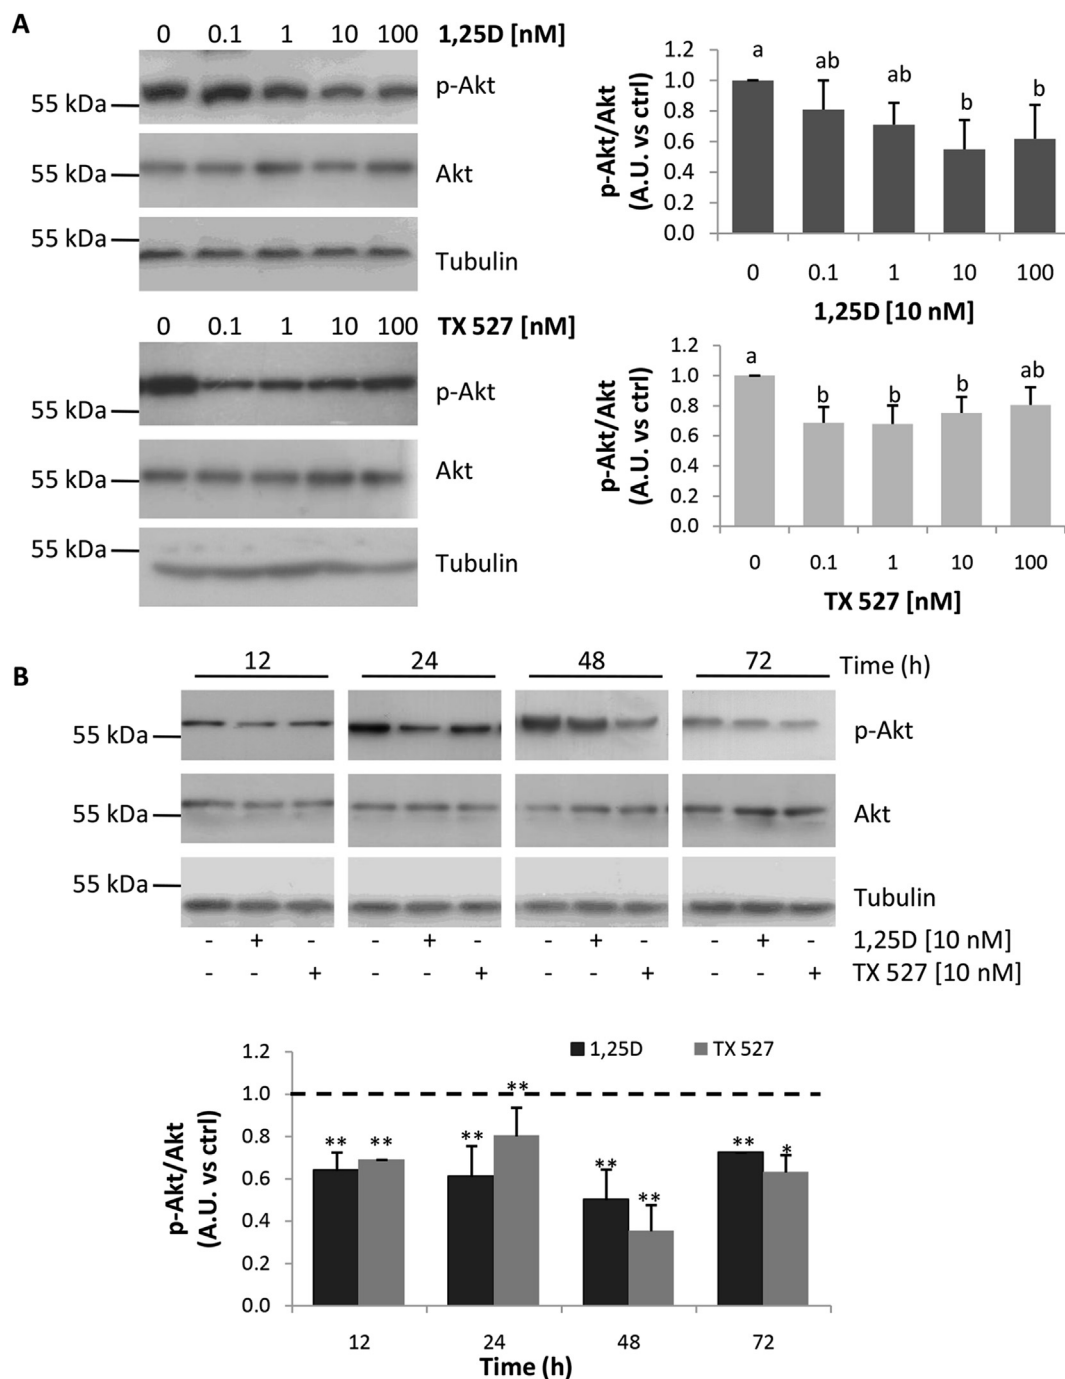 A
0 0.1 1 10 100 1,25D [nM]
55 kDa
p-Akt
55 kDa
Akt
55 kDa
Tubulin
1.2
1.0
0.8
0.6
0.4
0.2
0.0
p-Akt/Akt
(A.U. vs ctrl)
a ab ab b b
0 0.1 1 10 100
1,25D [10 nM]
0 0.1 1 10 100 TX 527 [nM]
55 kDa
p-Akt
55 kDa
Akt
55 kDa
Tubulin
1.2
1.0
0.8
0.6
0.4
0.2
0.0
p-Akt/Akt
(A.U. vs ctrl)
a b b b ab
0 0.1 1 10 100
TX 527 [nM]
B
12 24 48 72 Time (h)
55 kDa
p-Akt
55 kDa
Akt
55 kDa
Tubulin
- + - - + - - + - - + - 1,25D [10 nM]
- - + - - + - - + - - + TX 527 [10 nM]
1.2
1.0
0.8
0.6
0.4
0.2
0.0
p-Akt/Akt
(A.U. vs ctrl)
1,25D TX 527
** ** ** ** ** ** ** *
12 24 48 72
Time (h)